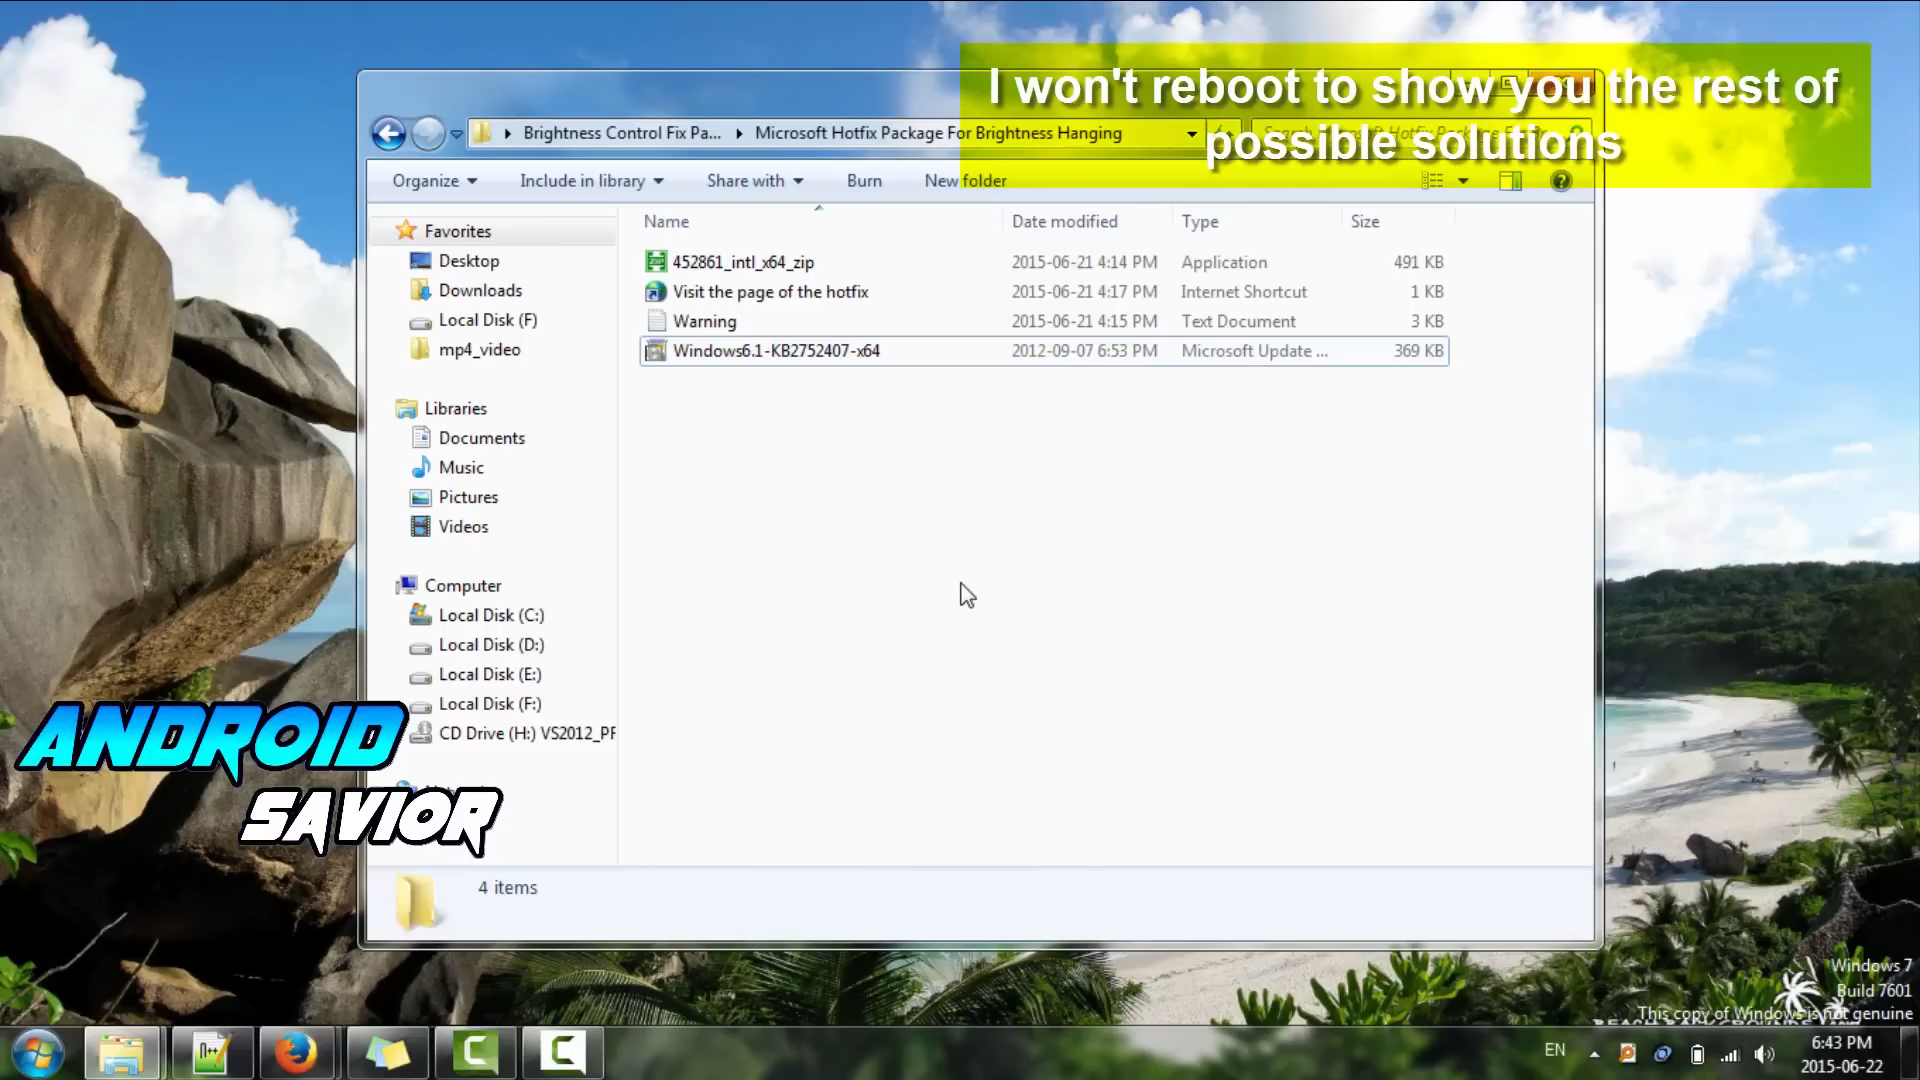 I won't reboot to show you the rest of
possible solutions
Brightness Control Fix Pa... Microsoft Hotfix Package For Brightness Hanging
Organize Include in library Share with Burn New folder
Name Date modified Type Size
Favorites
Desktop
Downloads
Local Disk (F)
mp4_video
Libraries
Documents
Music
Pictures
Videos
Computer
Local Disk (C:)
Local Disk (D:)
Local Disk (E:)
Local Disk (F:)
CD Drive (H:) VS2012_PF
452861_intl_x64_zip 2015-06-21 4:14 PM Application 491 KB
Visit the page of the hotfix 2015-06-21 4:17 PM Internet Shortcut 1 KB
Warning 2015-06-21 4:15 PM Text Document 3 KB
Windows6.1-KB2752407-x64 2012-09-07 6:53 PM Microsoft Update ... 369 KB
ANDROID
SAVIOR
4 items
Windows 7
Build 7601
This copy of Windows is not genuine
EN
6:43 PM
2015-06-22